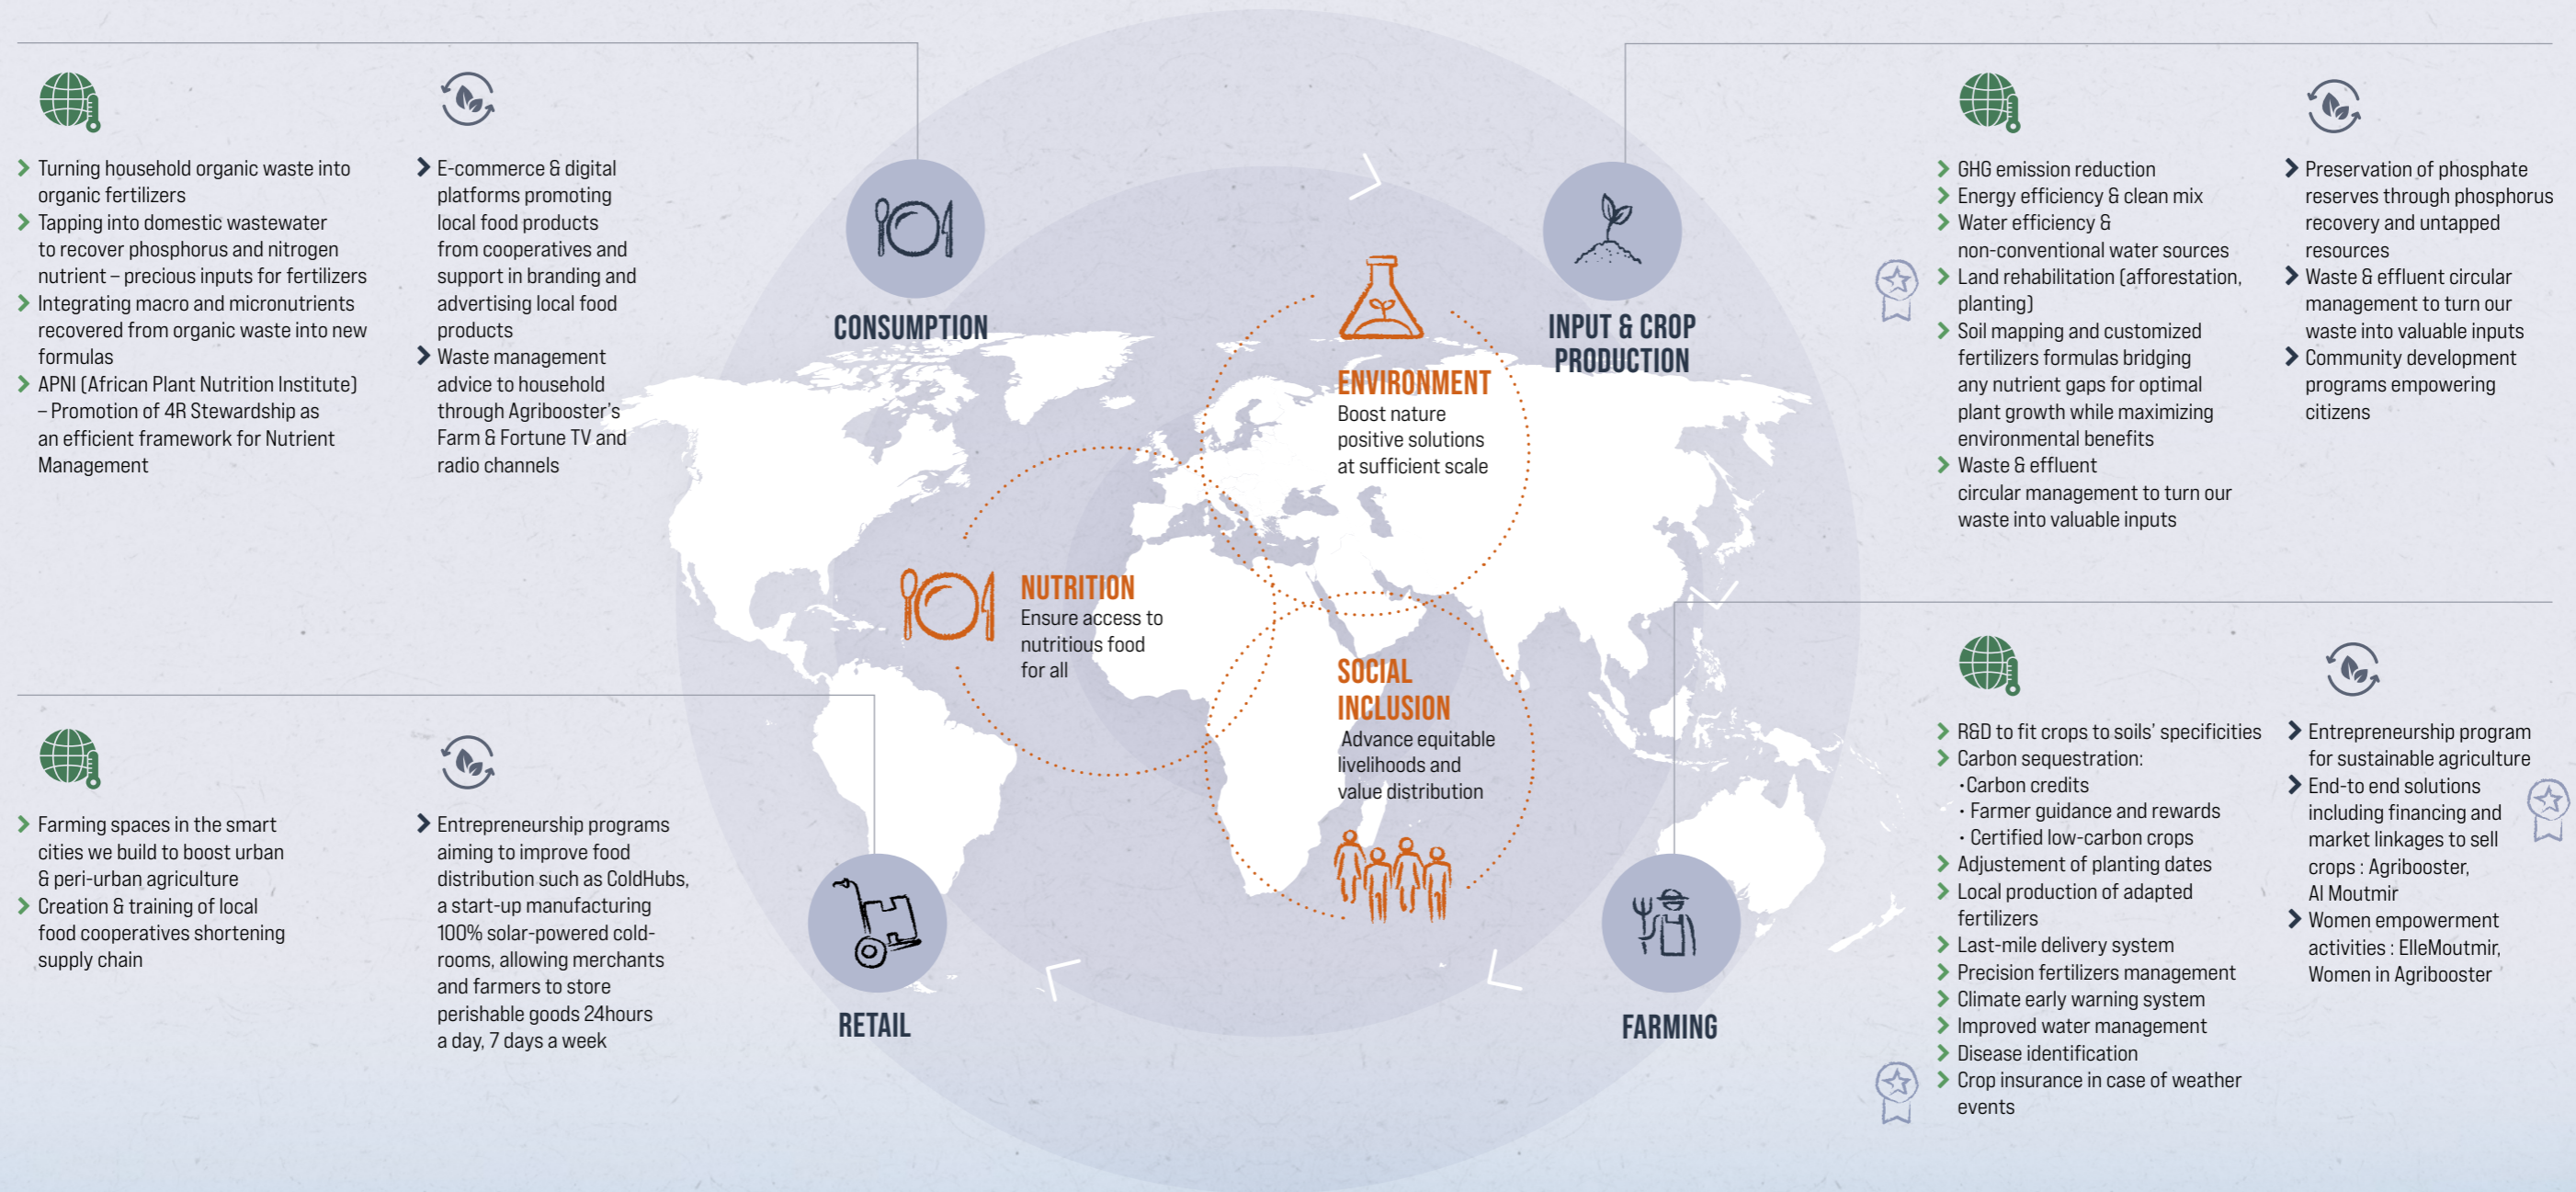 Turning household organic waste into
organic fertilizers
Tapping into domestic wastewater
to recover phosphorus and nitrogen
nutrient – precious inputs for fertilizers
Integrating macro and micronutrients
recovered from organic waste into new
formulas
APNI (African Plant Nutrition Institute)
– Promotion of 4R Stewardship as
an efficient framework for Nutrient
Management
E-commerce & digital
platforms promoting
local food products
from cooperatives and
support in branding and
advertising local food
products
Waste management
advice to household
through Agribooster's
Farm & Fortune TV and
radio channels
CONSUMPTION
INPUT & CROP
PRODUCTION
GHG emission reduction
Energy efficiency & clean mix
Water efficiency &
non-conventional water sources
Land rehabilitation (afforestation,
planting)
Soil mapping and customized
fertilizers formulas bridging
any nutrient gaps for optimal
plant growth while maximizing
environmental benefits
Waste & effluent
circular management to turn our
waste into valuable inputs
Preservation of phosphate
reserves through phosphorus
recovery and untapped
resources
Waste & effluent circular
management to turn our
waste into valuable inputs
Community development
programs empowering
citizens
ENVIRONMENT
Boost nature
positive solutions
at sufficient scale
NUTRITION
Ensure access to
nutritious food
for all
SOCIAL
INCLUSION
Advance equitable
livelihoods and
value distribution
Farming spaces in the smart
cities we build to boost urban
& peri-urban agriculture
Creation & training of local
food cooperatives shortening
supply chain
Entrepreneurship programs
aiming to improve food
distribution such as ColdHubs,
a start-up manufacturing
100% solar-powered cold-
rooms, allowing merchants
and farmers to store
perishable goods 24hours
a day, 7 days a week
RETAIL
FARMING
R&D to fit crops to soils' specificities
Carbon sequestration:
· Carbon credits
· Farmer guidance and rewards
· Certified low-carbon crops
Adjustement of planting dates
Local production of adapted
fertilizers
Last-mile delivery system
Precision fertilizers management
Climate early warning system
Improved water management
Disease identification
Crop insurance in case of weather
events
Entrepreneurship program
for sustainable agriculture
End-to end solutions
including financing and
market linkages to sell
crops : Agribooster,
Al Moutmir
Women empowerment
activities : ElleMoutmir,
Women in Agribooster